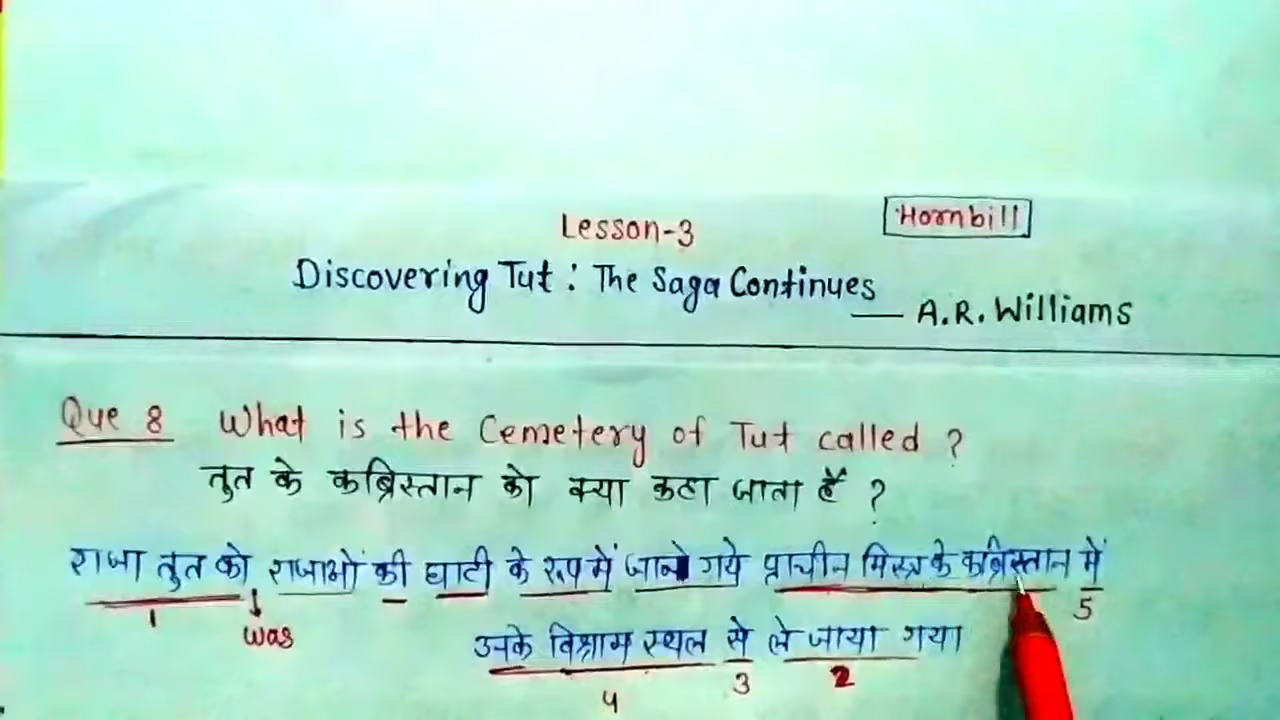 Lesson-3
Hornbill
Discovering Tut : The Saga Continues
— A.R. Williams
Que 8 What is the Cemetery of Tut called ?
तुत के कब्रिस्तान को क्या कहा जाता है ?
राजा तुत को राजाओं की घाटी के रूप में जाने गये प्राचीन मिस्त्र के कब्रिस्तान में
1 was 5
उनके विश्राम स्थल से ले जाया गया
4 3 2